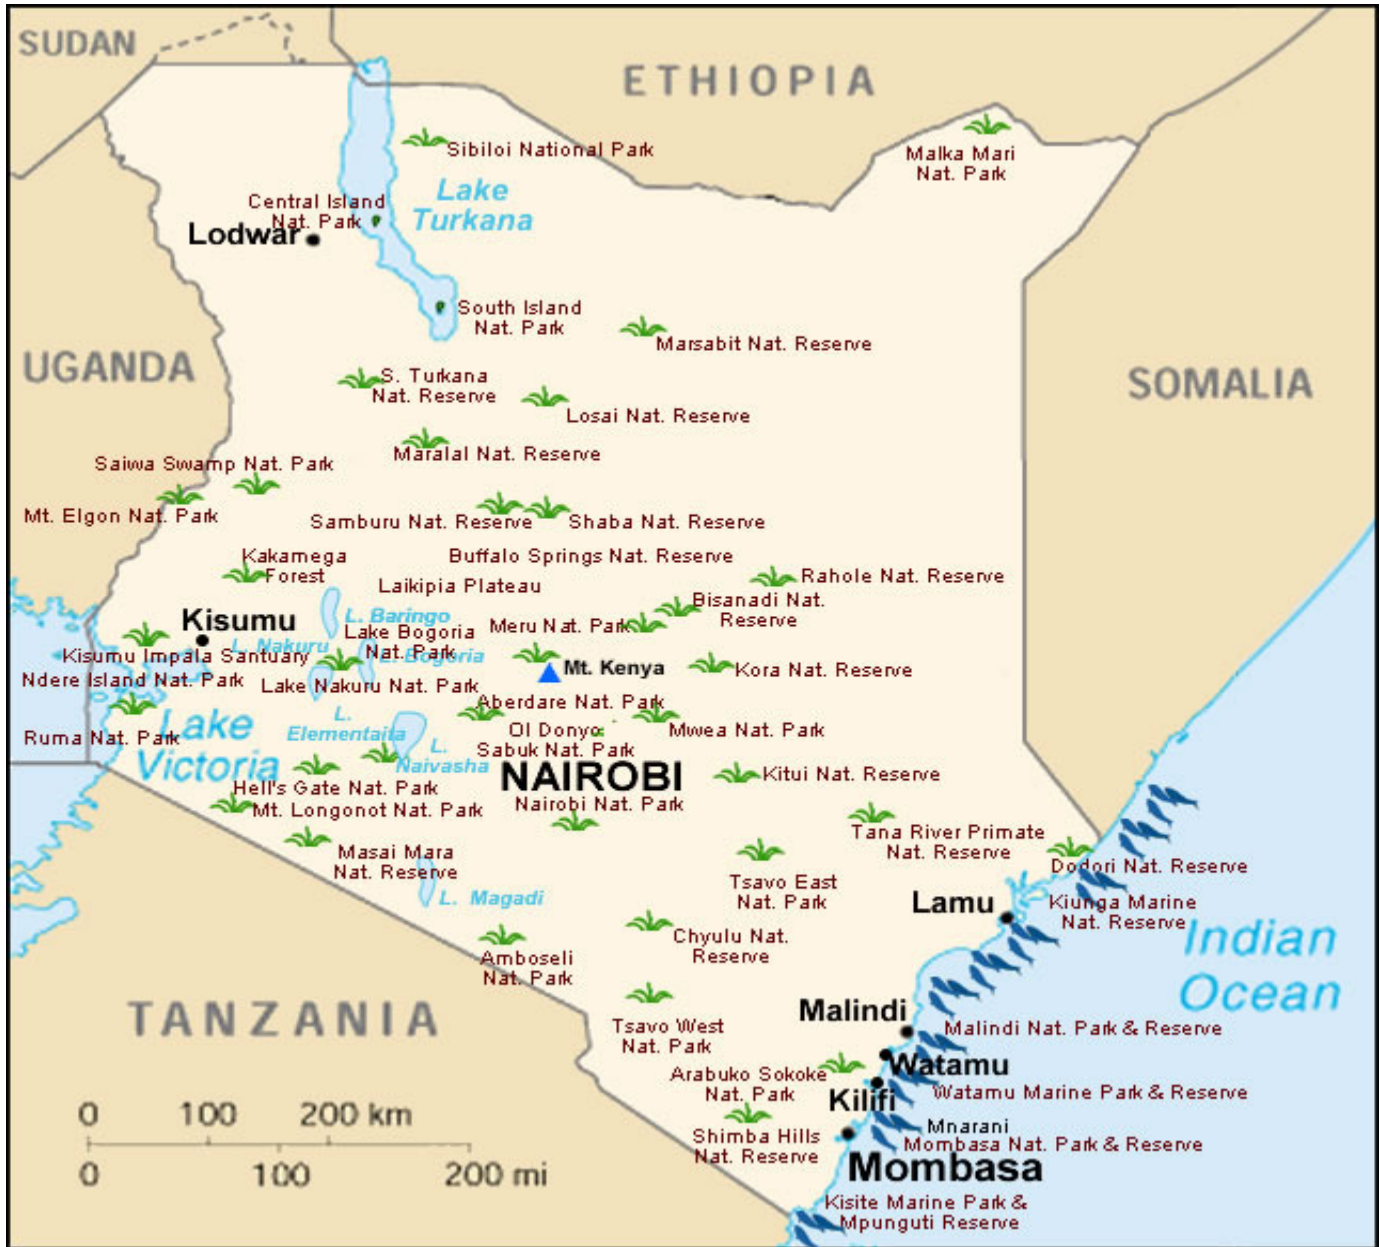 SUDAN
ETHIOPIA
Sibiloi National Park
Malka Mari
Nat. Park
Central Island
Nat. Park
Lake
Turkana
Lodwar
South Island
Nat. Park
Marsabit Nat. Reserve
UGANDA
SOMALIA
S. Turkana
Nat. Reserve
Losai Nat. Reserve
Maralal Nat. Reserve
Saiwa Swamp Nat. Park
Mt. Elgon Nat. Park
Samburu Nat. Reserve
Shaba Nat. Reserve
Kakamega
Forest
Buffalo Springs Nat. Reserve
Laikipia Plateau
Rahole Nat. Reserve
Bisanadi Nat.
Reserve
Kisumu
L. Baringo
Lake Bogoria
Nat. Park
Meru Nat. Park
L. Nakuru
L. Bogoria
Kisumu Impala Santuary
Mt. Kenya
Kora Nat. Reserve
Ndere Island Nat. Park
Lake Nakuru Nat. Park
Aberdare Nat. Park
L.
Elementaita
Ol Donyo
Sabuk Nat. Park
Mwea Nat. Park
Ruma Nat. Park
Lake
Victoria
L.
Naivasha
NAIROBI
Kitui Nat. Reserve
Hell's Gate Nat. Park
Mt. Longonot Nat. Park
Nairobi Nat. Park
Tana River Primate
Nat. Reserve
Masai Mara
Nat. Reserve
Dodori Nat. Reserve
Tsavo East
Nat. Park
L. Magadi
Lamu
Kiunga Marine
Nat. Reserve
Chyulu Nat.
Reserve
Indian
Ocean
Amboseli
Nat. Park
TANZANIA
Malindi
Malindi Nat. Park & Reserve
Tsavo West
Nat. Park
Watamu
Arabuko Sokoke
Nat. Park
Watamu Marine Park & Reserve
Kilifi
Mnarani
Shimba Hills
Nat. Reserve
Mombasa Nat. Park & Reserve
Mombasa
Kisite Marine Park &
Mpunguti Reserve
0 100 200 km
0 100 200 mi